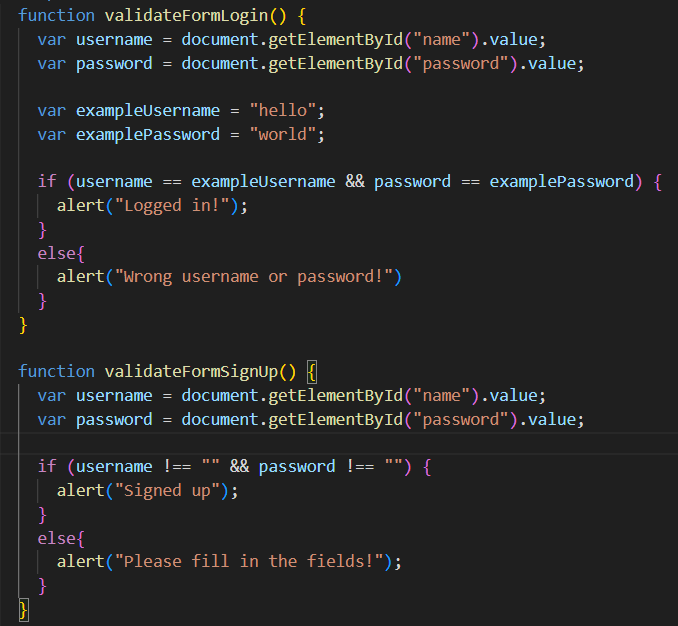 function validateFormLogin() {
  var username = document.getElementById("name").value;
  var password = document.getElementById("password").value;

  var exampleUsername = "hello";
  var examplePassword = "world";

  if (username == exampleUsername && password == examplePassword) {
    alert("Logged in!");
  }
  else{
    alert("Wrong username or password!")
  }
}

function validateFormSignUp() {
  var username = document.getElementById("name").value;
  var password = document.getElementById("password").value;

  if (username !== "" && password !== "") {
    alert("Signed up");
  }
  else{
    alert("Please fill in the fields!");
  }
}